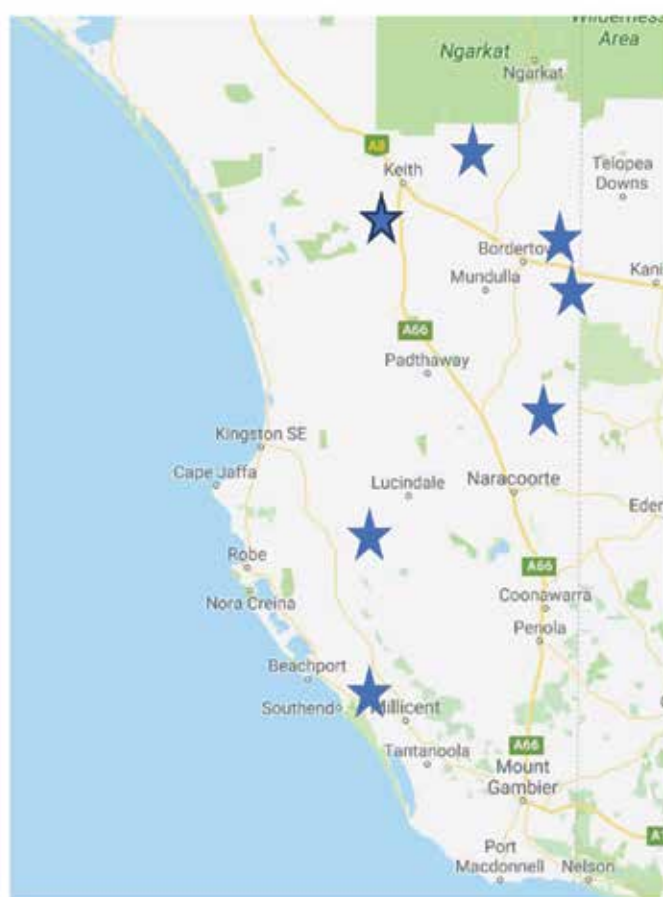 Wilderness
Area
Ngarkat
Ngarkat
A8
Keith
Telopea
Downs
Bordertow
Mundulla
Kani
A66
Padthaway
Kingston SE
Cape Jaffa
Lucindale
Naracoorte
Eden
Robe
A66
Nora Creina
Coonawarra
Penola
Beachport
Southend
Millicent
A66
Tantanoola
Mount
Gambier
A1
Port
Macdonnell
Nelson